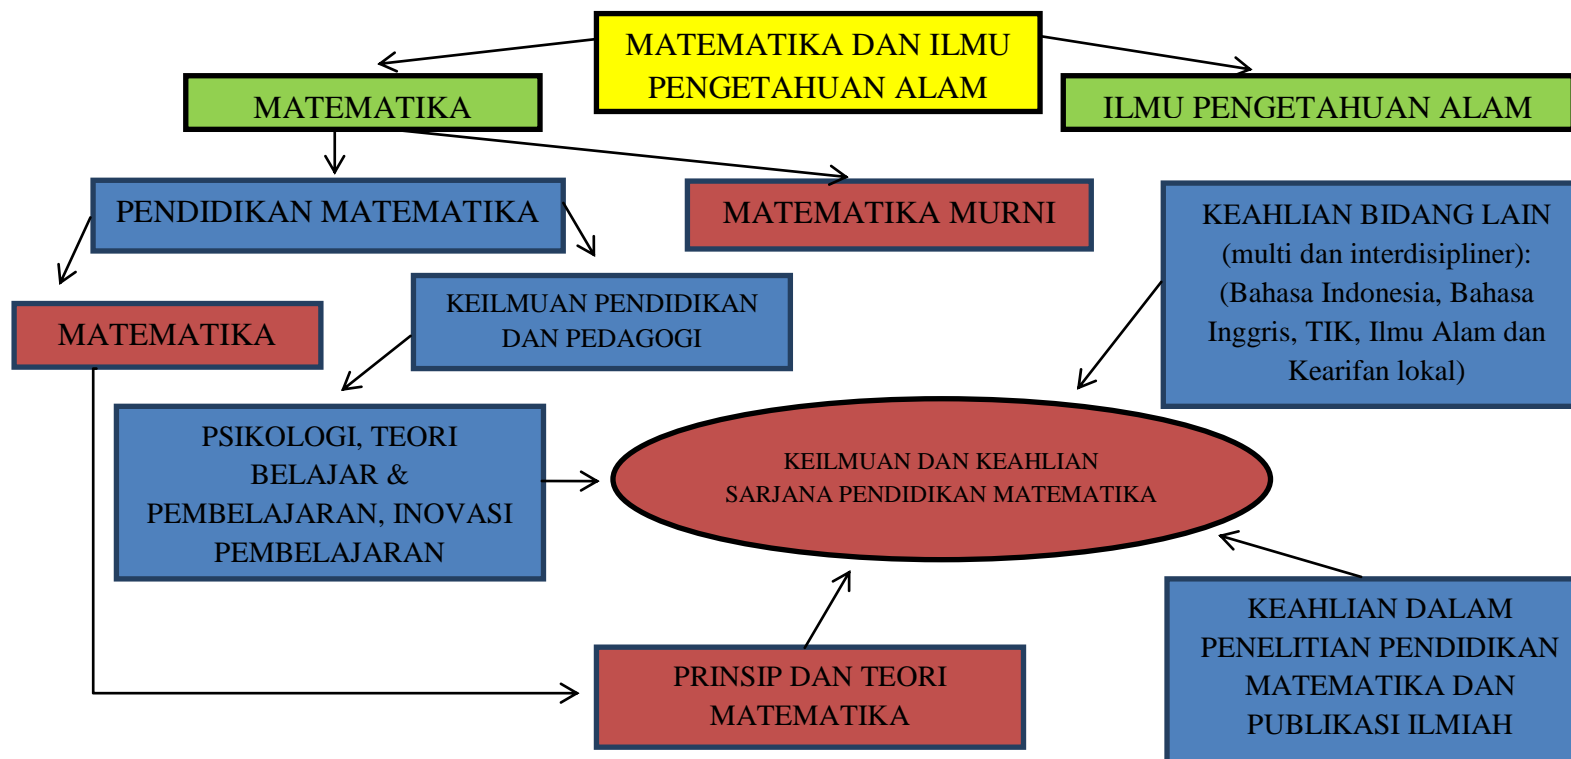 MATEMATIKA DAN ILMU
PENGETAHUAN ALAM
MATEMATIKA
ILMU PENGETAHUAN ALAM
PENDIDIKAN MATEMATIKA
MATEMATIKA MURNI
KEAHLIAN BIDANG LAIN
(multi dan interdisipliner):
(Bahasa Indonesia, Bahasa
Inggris, TIK, Ilmu Alam dan
Kearifan lokal)
MATEMATIKA
KEILMUAN PENDIDIKAN
DAN PEDAGOGI
PSIKOLOGI, TEORI
BELAJAR &
PEMBELAJARAN, INOVASI
PEMBELAJARAN
KEILMUAN DAN KEAHLIAN
SARJANA PENDIDIKAN MATEMATIKA
PRINSIP DAN TEORI
MATEMATIKA
KEAHLIAN DALAM
PENELITIAN PENDIDIKAN
MATEMATIKA DAN
PUBLIKASI ILMIAH